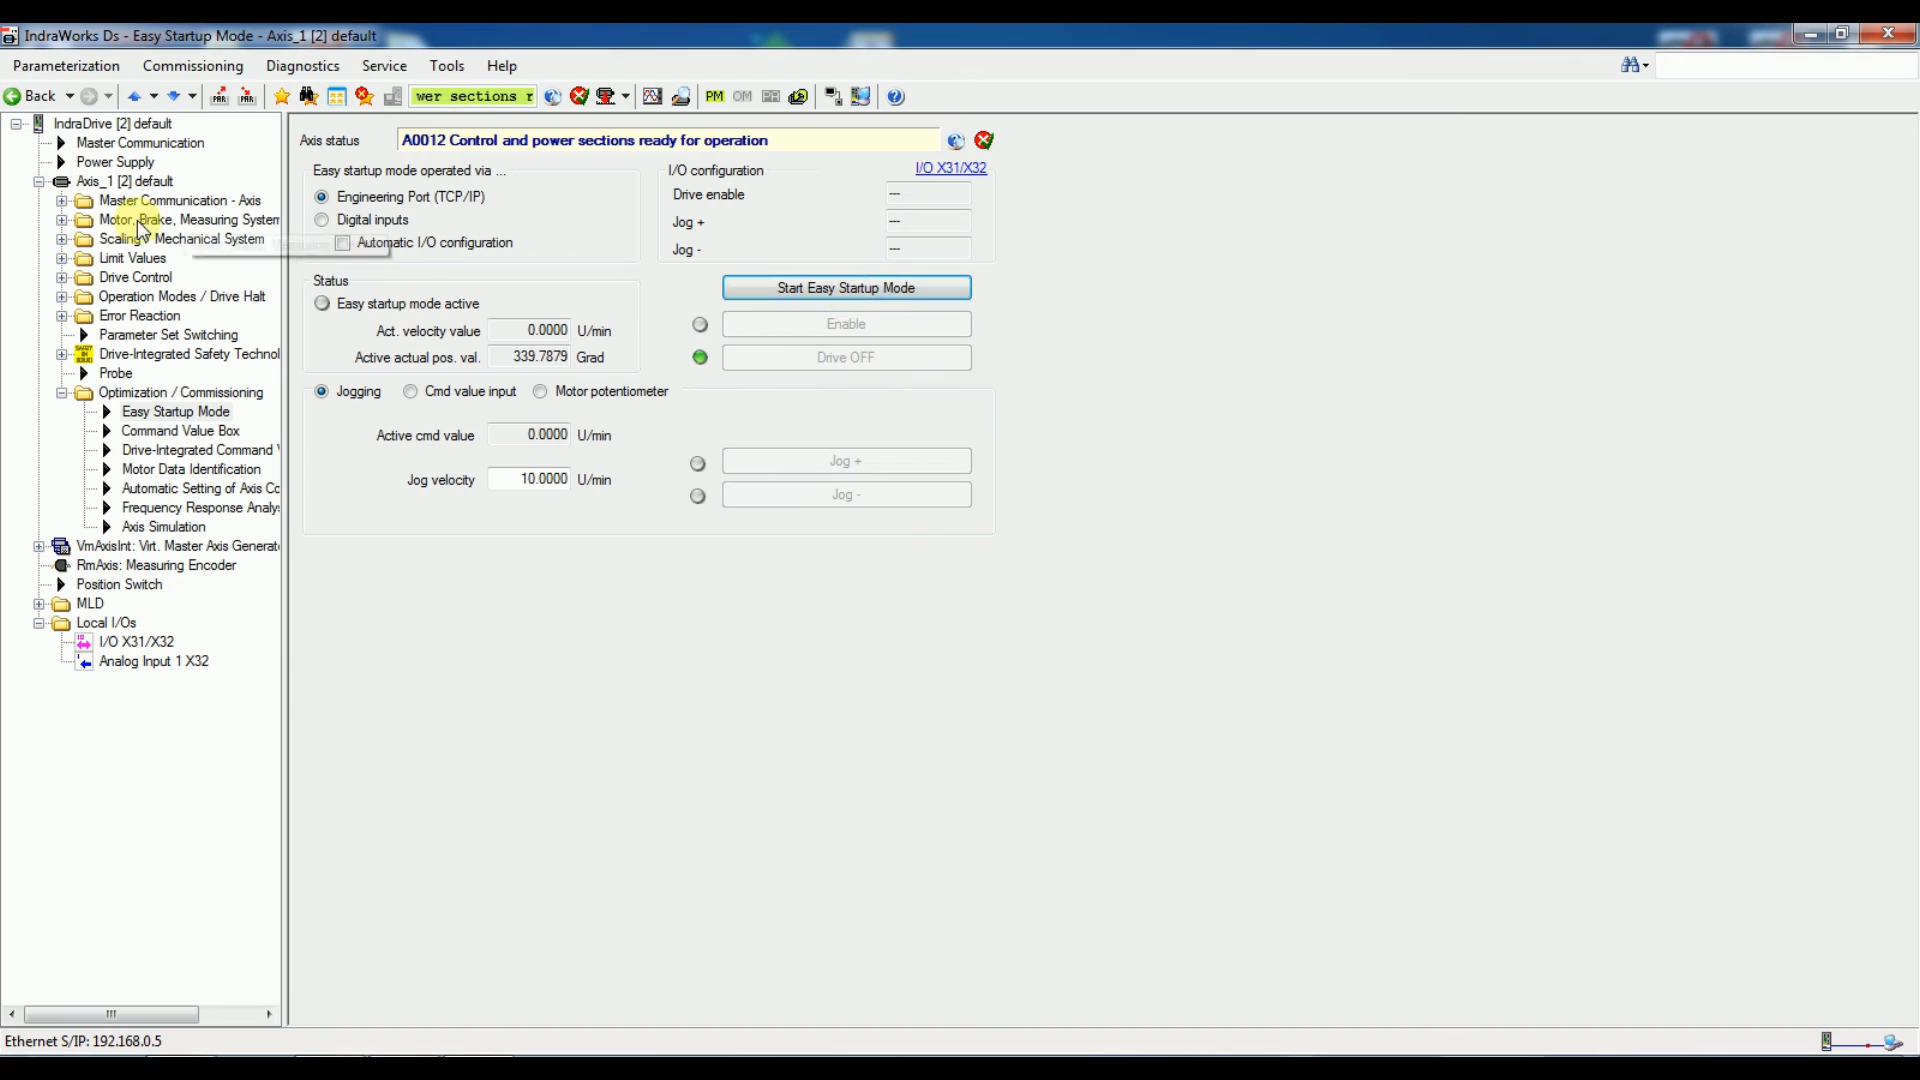 IndraWorks Ds - Easy Startup Mode - Axis_1 [2] default
Parameterization Commissioning Diagnostics Service Tools Help
Back PAR PAR wer sections r PM OM
IndraDrive [2] default
Master Communication
Power Supply
Axis_1 [2] default
Master Communication - Axis
Motor, Brake, Measuring System
Scaling / Mechanical System
Limit Values
Drive Control
Operation Modes / Drive Halt
Error Reaction
Parameter Set Switching
Drive-Integrated Safety Technol
Probe
Optimization / Commissioning
Easy Startup Mode
Command Value Box
Drive-Integrated Command
Motor Data Identification
Automatic Setting of Axis Co
Frequency Response Analy
Axis Simulation
VmAxisInt: Virt. Master Axis Generat
RmAxis: Measuring Encoder
Position Switch
MLD
Local I/Os
I/O X31/X32
Analog Input 1 X32
Axis status A0012 Control and power sections ready for operation
Easy startup mode operated via ...
Engineering Port (TCP/IP)
Digital inputs
Automatic I/O configuration
I/O configuration I/O X31/X32
Drive enable ---
Jog + ---
Jog - ---
Status
Easy startup mode active
Act. velocity value 0.0000 U/min
Active actual pos. val. 339.7879 Grad
Start Easy Startup Mode
Enable
Drive OFF
Jogging Cmd value input Motor potentiometer
Active cmd value 0.0000 U/min
Jog velocity 10.0000 U/min
Jog +
Jog -
Ethernet S/IP: 192.168.0.5